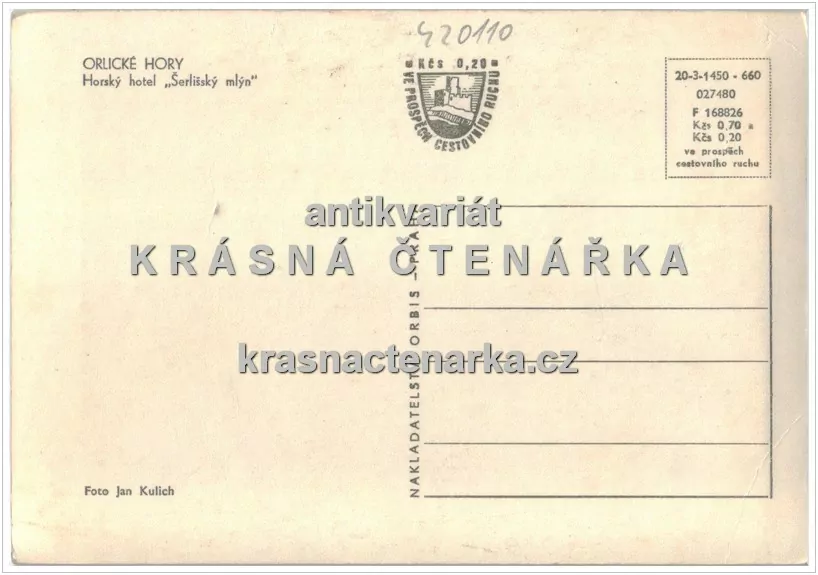 420110
ORLICKÉ HORY
Horský hotel „Šerlišský mlýn"
Kčs 0,20
VE PROSPĚCH CESTOVNÍHO RUCHU
20-3-1450 - 660
027480
F 168826
Kčs 0,70 a
Kčs 0,20
ve prospěch
cestovního ruchu
antikvariát
KRÁSNÁ ČTENÁŘKA
krasnactenarka.cz
NAKLADATELSTVÍ ORBIS – PRAHA
Foto Jan Kulich